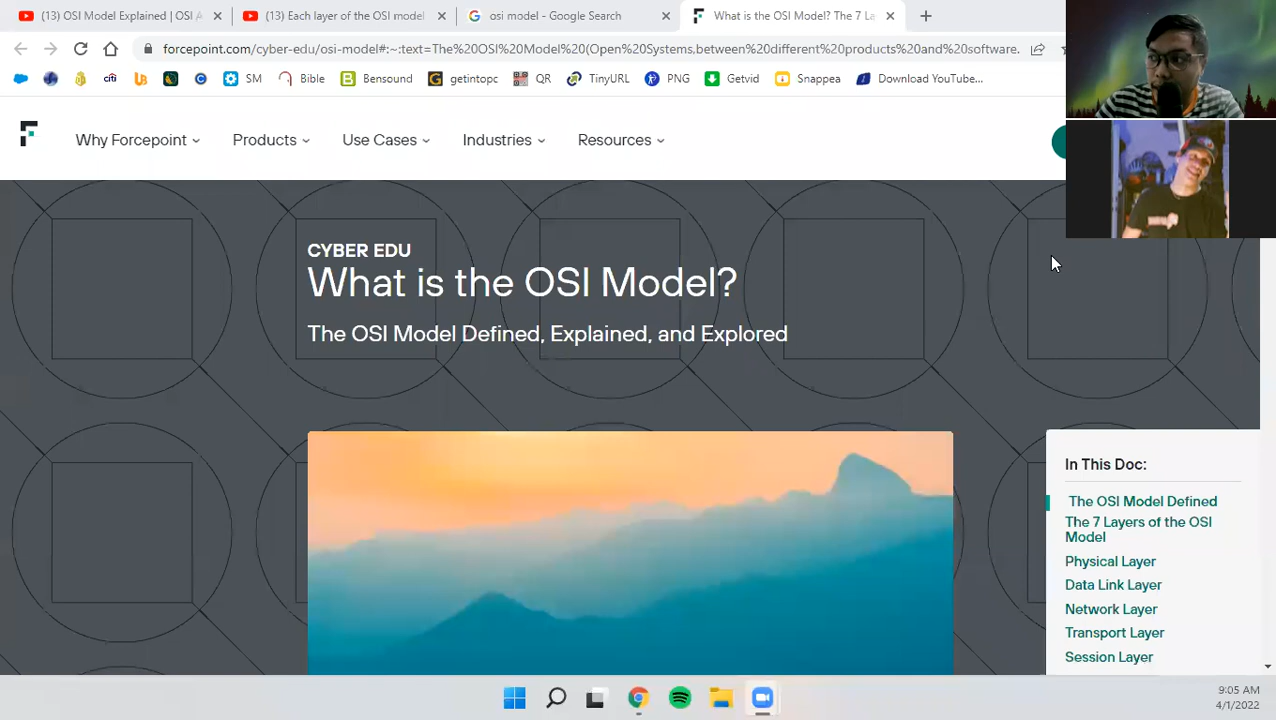 (13) OSI Model Explained | OSI A
(13) Each layer of the OSI model
osi model - Google Search
What is the OSI Model? The 7 La
forcepoint.com/cyber-edu/osi-model#:~:text=The%20OSI%20Model%20(Open%20Systems,between%20different%20products%20and%20software.
citi
SM
Bible
Bensound
getintopc
QR
TinyURL
PNG
Getvid
Snappea
Download YouTube...
Why Forcepoint
Products
Use Cases
Industries
Resources
CYBER EDU
What is the OSI Model?
The OSI Model Defined, Explained, and Explored
In This Doc:
The OSI Model Defined
The 7 Layers of the OSI
Model
Physical Layer
Data Link Layer
Network Layer
Transport Layer
Session Layer
9:05 AM
4/1/2022